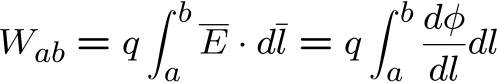 W_{ab} = q \int_a^b \overline{E} \cdot d\bar{l} = q \int_a^b \frac{d\phi}{dl} dl